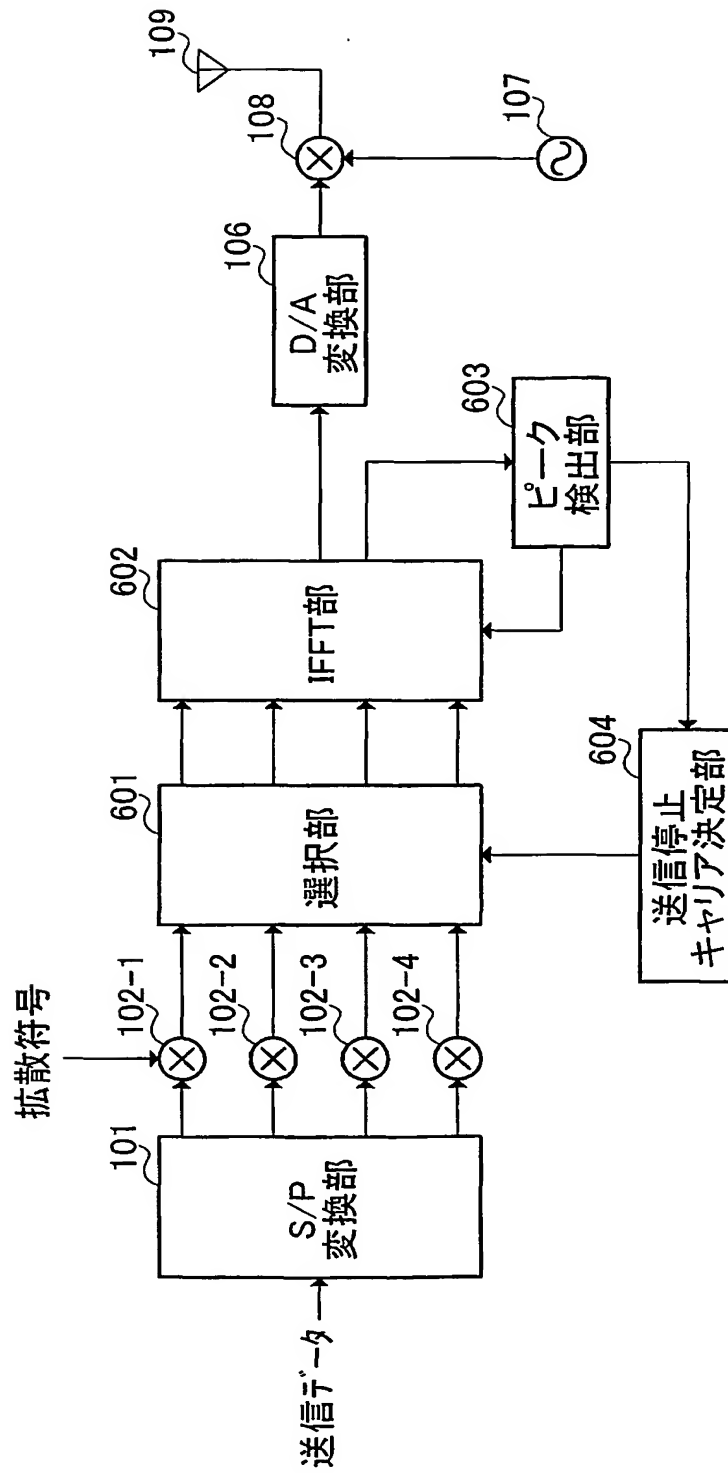 送信データ
101
S/P
変換部
拡散符号
102-1
102-2
102-3
102-4
601
選択部
602
IFFT部
603
ピーク
検出部
604
送信停止
キャリア決定部
106
D/A
変換部
107
108
109